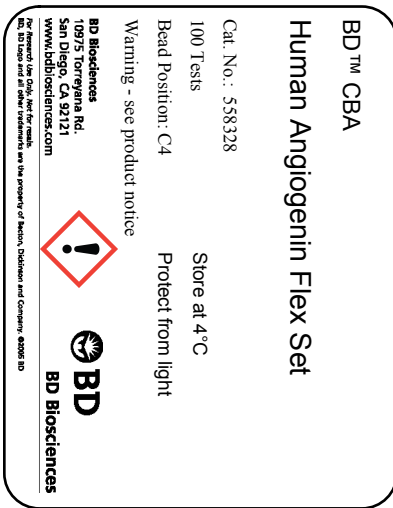 BD™ CBA
Human Angiogenin Flex Set
Cat. No.: 558328
100 Tests
Store at 4°C
Bead Position: C4
Protect from light
Warning - see product notice
BD Biosciences
10975 Torreyana Rd.
San Diego, CA 92121
www.bdbiosciences.com
BD
BD Biosciences
For Research Use Only. Not for resale.
BD, BD Logo and all other trademarks are the property of Becton, Dickinson and Company. ©2005 BD